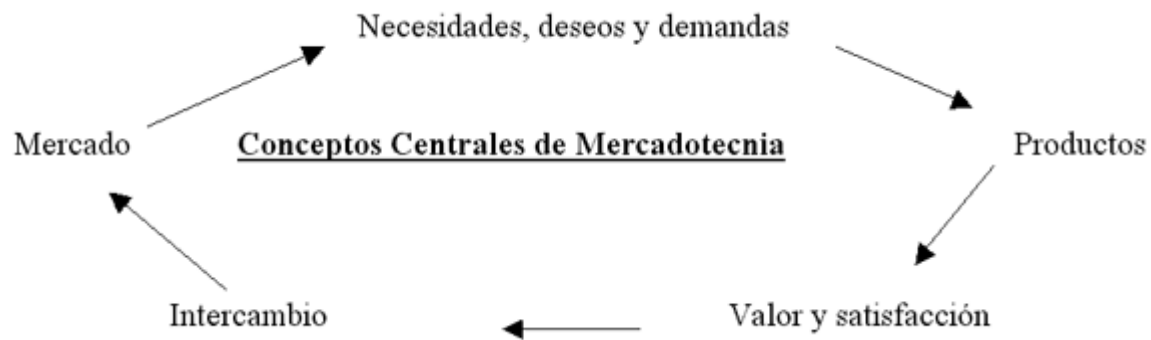 Necesidades, deseos y demandas
Mercado
Conceptos Centrales de Mercadotecnia
Productos
Intercambio
Valor y satisfacción